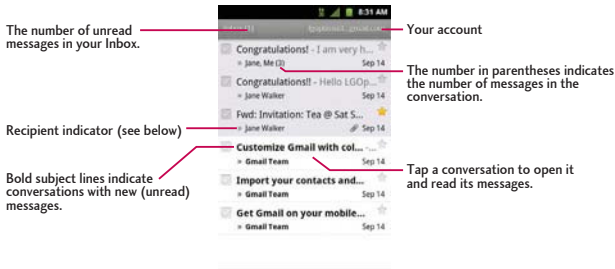 The number of unread
messages in your Inbox.
Recipient indicator (see below)
Bold subject lines indicate
conversations with new (unread)
messages.
8:31 AM
Congratulations! - I am very h...
» Jane, Me (3) Sep 14
Congratulations!! - Hello LGOp...
» Jane Walker Sep 14
Fwd: Invitation: Tea @ Sat S...
» Jane Walker Sep 14
Customize Gmail with col... -...
» Gmail Team Sep 14
Import your contacts and...
» Gmail Team Sep 14
Get Gmail on your mobile...
» Gmail Team Sep 14
Your account
The number in parentheses indicates
the number of messages in the
conversation.
Tap a conversation to open it
and read its messages.